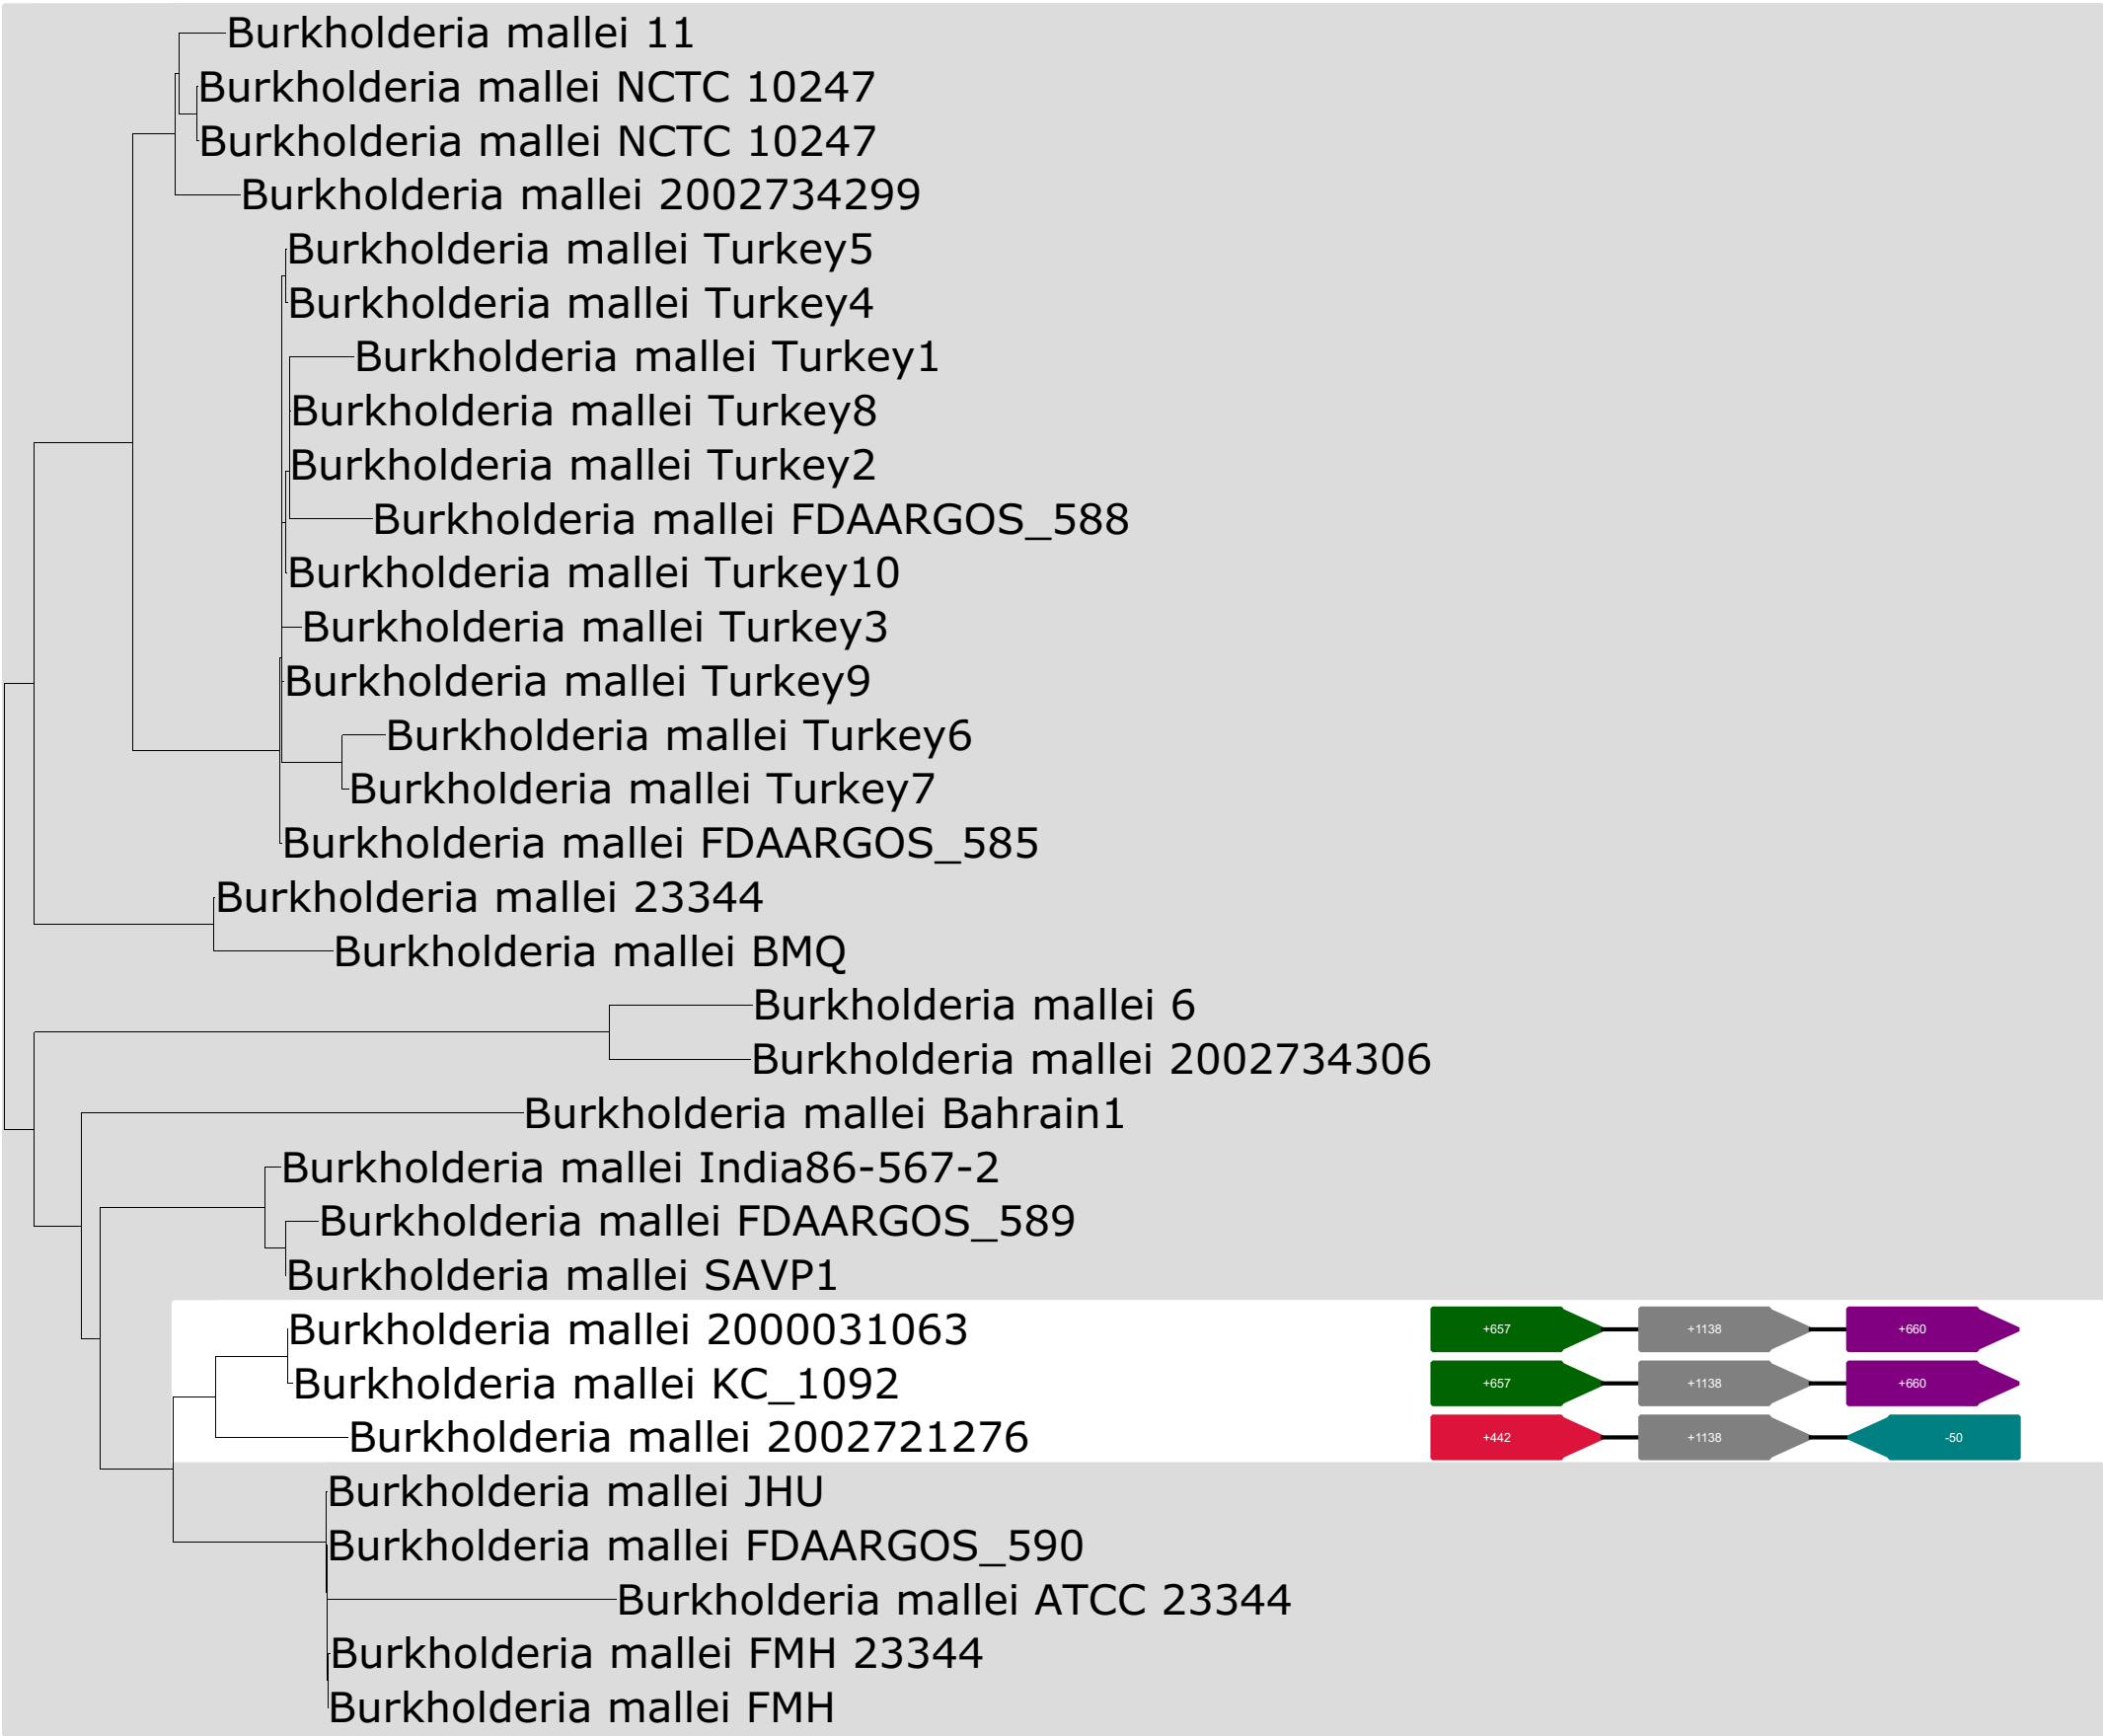 Burkholderia mallei 11
Burkholderia mallei NCTC 10247
Burkholderia mallei NCTC 10247
Burkholderia mallei 2002734299
Burkholderia mallei Turkey5
Burkholderia mallei Turkey4
Burkholderia mallei Turkey1
Burkholderia mallei Turkey8
Burkholderia mallei Turkey2
Burkholderia mallei FDAARGOS_588
Burkholderia mallei Turkey10
Burkholderia mallei Turkey3
Burkholderia mallei Turkey9
Burkholderia mallei Turkey6
Burkholderia mallei Turkey7
Burkholderia mallei FDAARGOS_585
Burkholderia mallei 23344
Burkholderia mallei BMQ
Burkholderia mallei 6
Burkholderia mallei 2002734306
Burkholderia mallei Bahrain1
Burkholderia mallei India86-567-2
Burkholderia mallei FDAARGOS_589
Burkholderia mallei SAVP1
Burkholderia mallei 2000031063 +657 +1138 +660
Burkholderia mallei KC_1092 +657 +1138 +660
Burkholderia mallei 2002721276 +442 +1138 -50
Burkholderia mallei JHU
Burkholderia mallei FDAARGOS_590
Burkholderia mallei ATCC 23344
Burkholderia mallei FMH 23344
Burkholderia mallei FMH